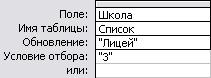 Поле: Школа
Имя таблицы: Список
Обновление: "Лицей"
Условие отбора: "3"
или: